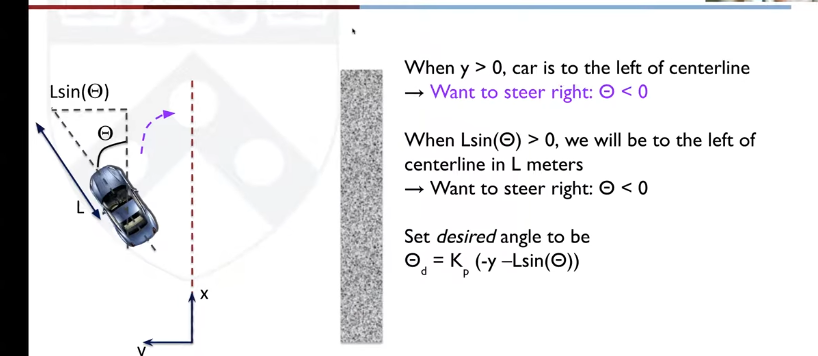 When y > 0, car is to the left of centerline
→ Want to steer right: Θ < 0
When Lsin(Θ) > 0, we will be to the left of
centerline in L meters
→ Want to steer right: Θ < 0
Set desired angle to be
Θd = Kp (-y –Lsin(Θ))
Lsin(Θ)
Θ
L
x
y